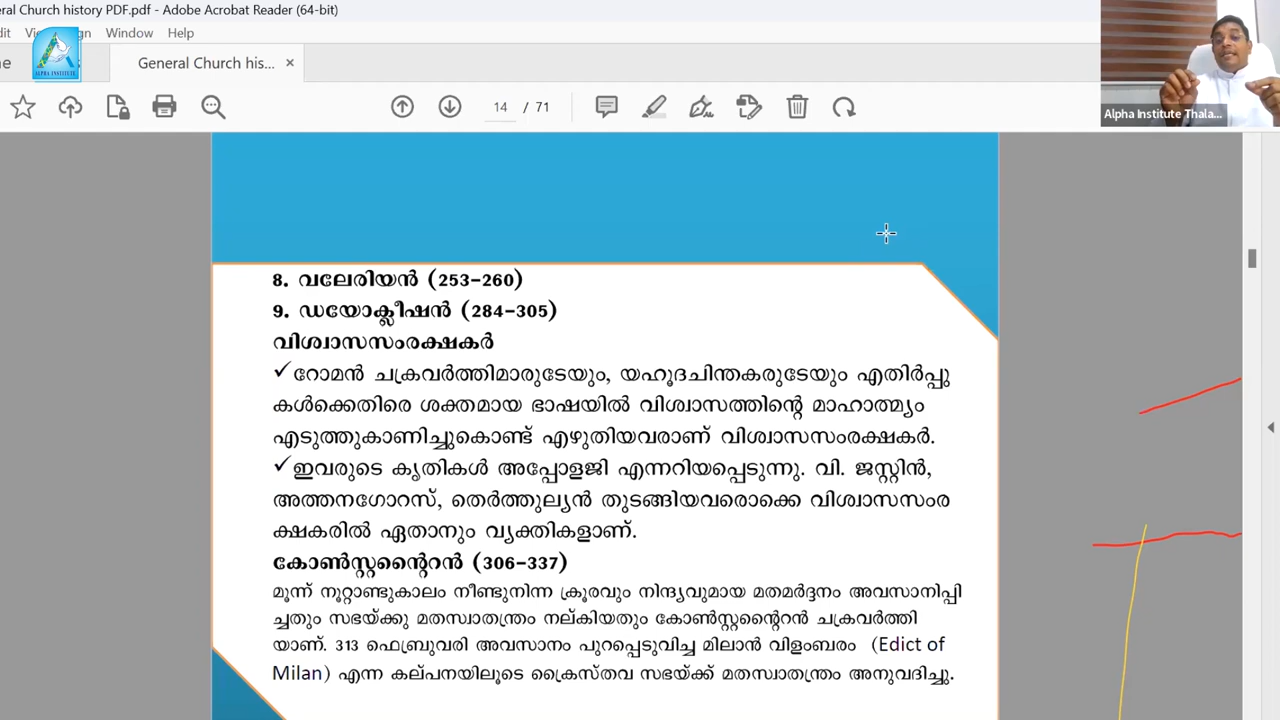 eral Church history PDF.pdf - Adobe Acrobat Reader (64-bit)
Window Help
ALPHA INSTITUTE
General Church his... ×
14 / 71
Alpha Institute Thala...
8. വലേരിയൻ (253-260)
9. ഡയോക്ലീഷൻ (284-305)
വിശ്വാസസംരക്ഷകർ
✓റോമൻ ചക്രവർത്തിമാരുടേയും, യഹൂദചിന്തകരുടേയും എതിർപ്പു
കൾക്കെതിരെ ശക്തമായ ഭാഷയിൽ വിശ്വാസത്തിന്റെ മാഹാത്മ്യം
എടുത്തുകാണിച്ചുകൊണ്ട് എഴുതിയവരാണ് വിശ്വാസസംരക്ഷകർ.
✓ഇവരുടെ കൃതികൾ അപ്പോളജി എന്നറിയപ്പെടുന്നു. വി. ജസ്റ്റിൻ,
അത്തനഗോറസ്, തെർത്തുല്യൻ തുടങ്ങിയവരൊക്കെ വിശ്വാസസംര
ക്ഷകരിൽ ഏതാനും വ്യക്തികളാണ്.
കോൺസ്റ്റന്റൈൻ (306-337)
മൂന്ന് നൂറ്റാണ്ടുകാലം നീണ്ടുനിന്ന ക്രൂരവും നിന്ദ്യവുമായ മതമർദ്ദനം അവസാനിപ്പി
ച്ചതും സഭയ്ക്കു മതസ്വാതന്ത്രം നല്കിയതും കോൺസ്റ്റന്റൈൻ ചക്രവർത്തി
യാണ്. 313 ഫെബ്രുവരി അവസാനം പുറപ്പെടുവിച്ച മിലാൻ വിളംബരം (Edict of
Milan) എന്ന കല്പനയിലൂടെ ക്രൈസ്തവ സഭയ്ക്ക് മതസ്വാതന്ത്രം അനുവദിച്ചു.